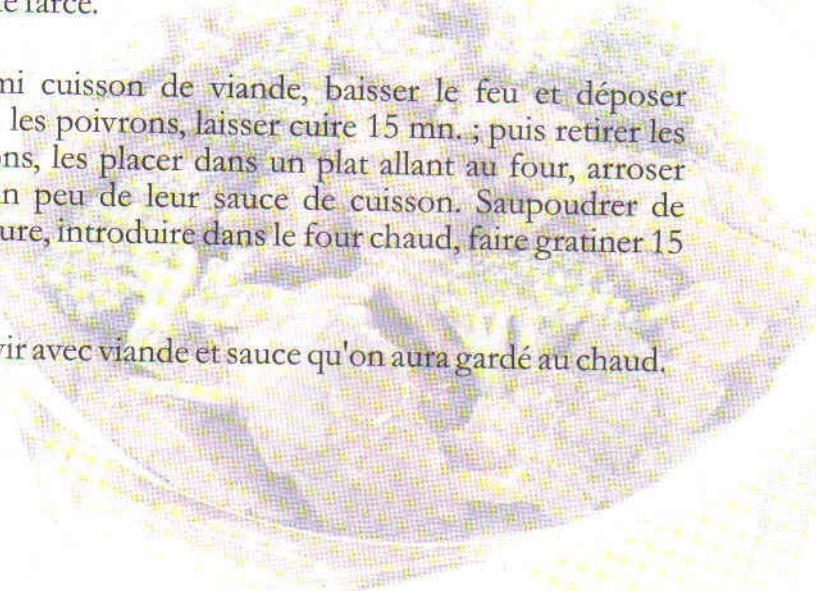 farce.
mi cuisson de viande, baisser le feu et déposer
les poivrons, laisser cuire 15 mn. ; puis retirer les
ns, les placer dans un plat allant au four, arroser
n peu de leur sauce de cuisson. Saupoudrer de
ure, introduire dans le four chaud, faire gratiner 15
vir avec viande et sauce qu'on aura gardé au chaud.